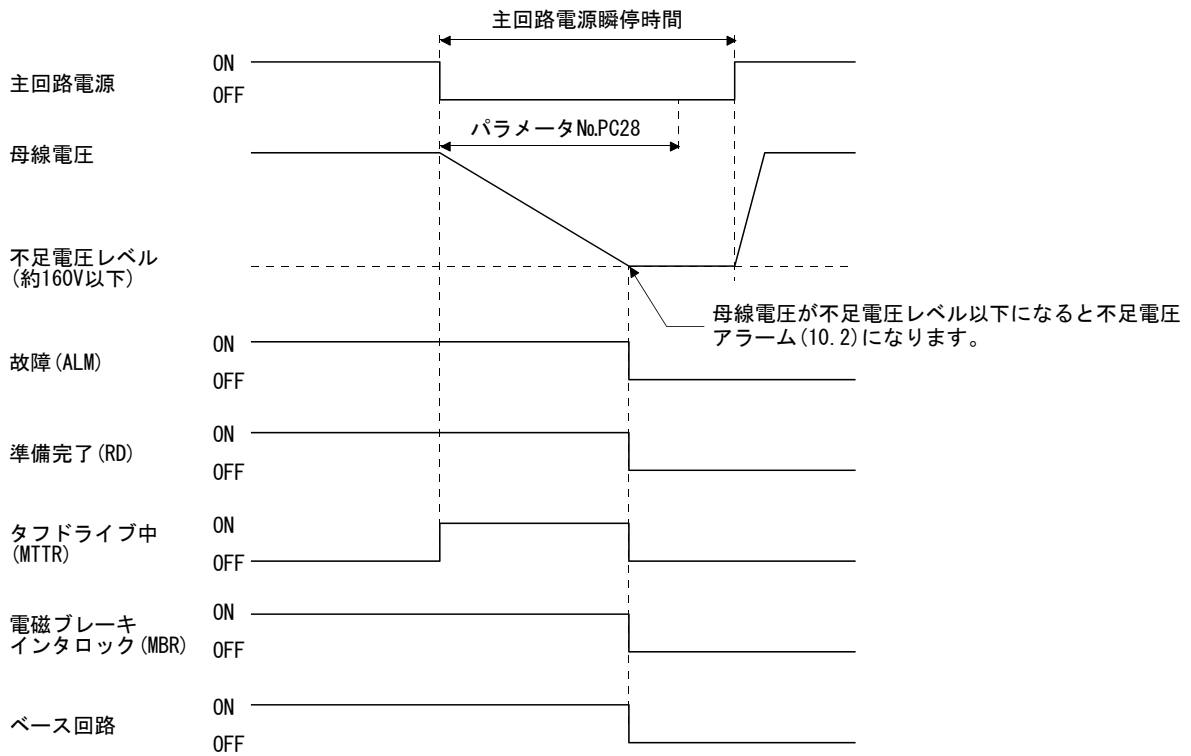 主回路電源瞬停時間
主回路電源
ON
OFF
パラメータNo.PC28
母線電圧
不足電圧レベル
(約160V以下)
母線電圧が不足電圧レベル以下になると不足電圧
アラーム(10.2)になります。
故障(ALM)
ON
OFF
準備完了(RD)
ON
OFF
タフドライブ中
(MTTR)
ON
OFF
電磁ブレーキ
インタロック(MBR)
ON
OFF
ベース回路
ON
OFF